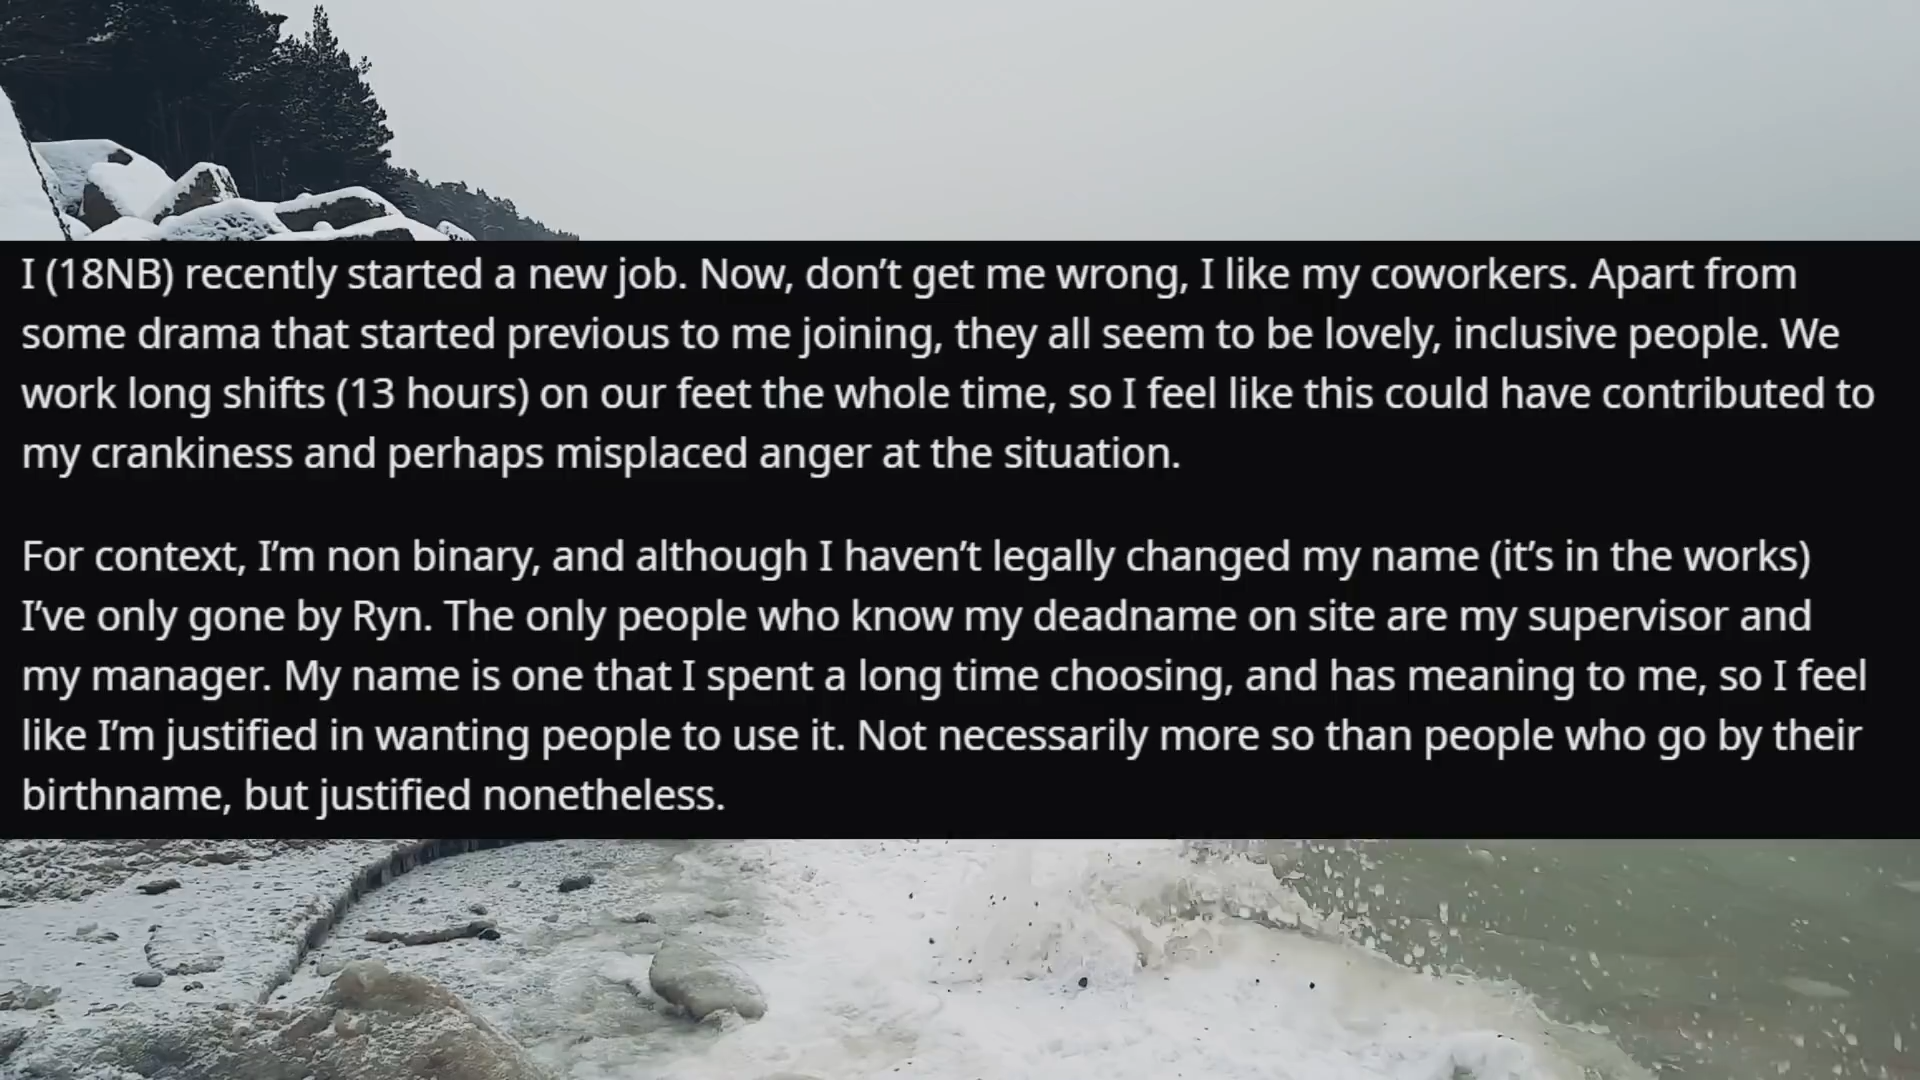 I (18NB) recently started a new job. Now, don’t get me wrong, I like my coworkers. Apart from
some drama that started previous to me joining, they all seem to be lovely, inclusive people. We
work long shifts (13 hours) on our feet the whole time, so I feel like this could have contributed to
my crankiness and perhaps misplaced anger at the situation.
For context, I’m non binary, and although I haven’t legally changed my name (it’s in the works)
I’ve only gone by Ryn. The only people who know my deadname on site are my supervisor and
my manager. My name is one that I spent a long time choosing, and has meaning to me, so I feel
like I’m justified in wanting people to use it. Not necessarily more so than people who go by their
birthname, but justified nonetheless.